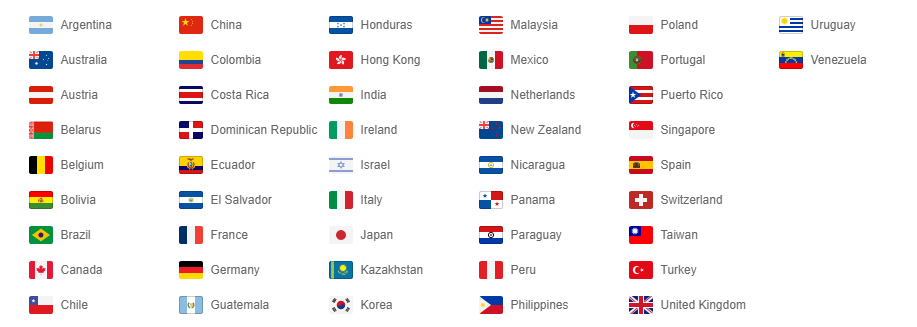 Argentina
Australia
Austria
Belarus
Belgium
Bolivia
Brazil
Canada
Chile
China
Colombia
Costa Rica
Dominican Republic
Ecuador
El Salvador
France
Germany
Guatemala
Honduras
Hong Kong
India
Ireland
Israel
Italy
Japan
Kazakhstan
Korea
Malaysia
Mexico
Netherlands
New Zealand
Nicaragua
Panama
Paraguay
Peru
Philippines
Poland
Portugal
Puerto Rico
Singapore
Spain
Switzerland
Taiwan
Turkey
United Kingdom
Uruguay
Venezuela